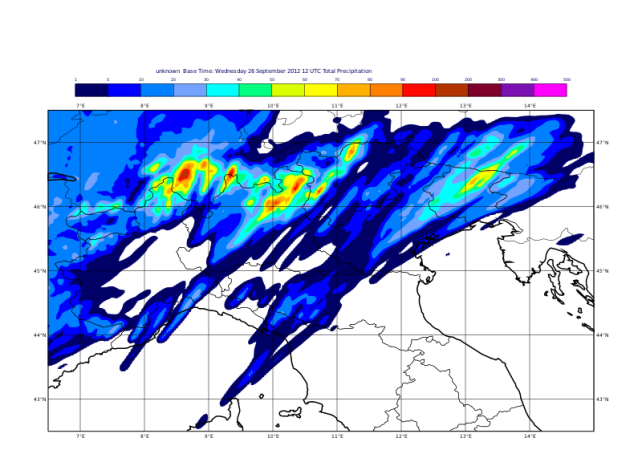 unknown Base Time: Wednesday 26 September 2012 12 UTC Total Precipitation
1 5 10 20 30 40 50 60 70 80 90 100 200 300 400 500
7°E 8°E 9°E 10°E 11°E 12°E 13°E 14°E
47°N 47°N
46°N 46°N
45°N 45°N
44°N 44°N
43°N 43°N
7°E 8°E 9°E 10°E 11°E 12°E 13°E 14°E